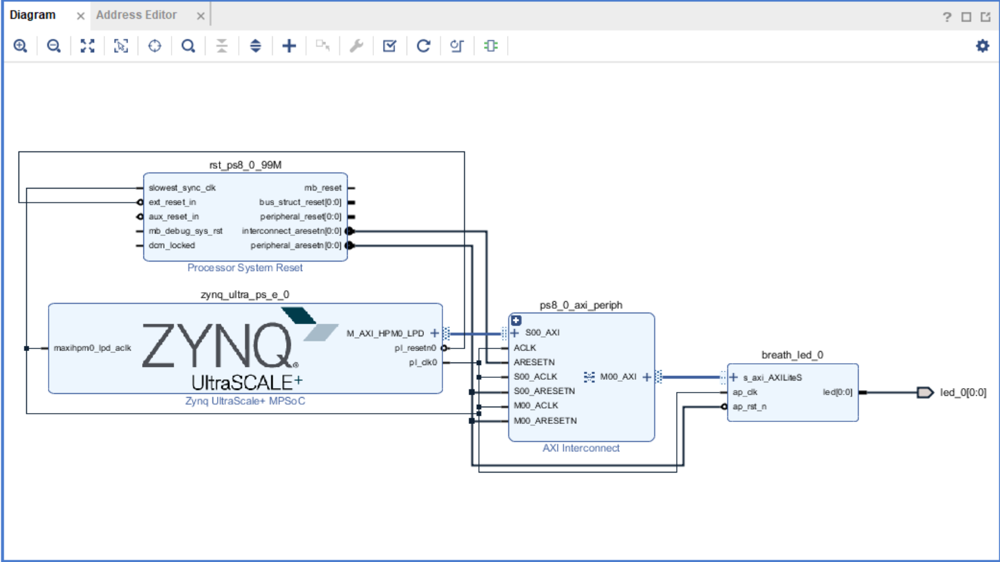 Diagram
Address Editor
rst_ps8_0_99M
slowest_sync_clk
mb_reset
ext_reset_in
bus_struct_reset[0:0]
aux_reset_in
peripheral_reset[0:0]
mb_debug_sys_rst
interconnect_aresetn[0:0]
dcm_locked
peripheral_aresetn[0:0]
Processor System Reset
zynq_ultra_ps_e_0
M_AXI_HPM0_LPD
maxihpm0_lpd_aclk
pl_resetn0
pl_clk0
ZYNQ
UltraSCALE+
Zynq UltraScale+ MPSoC
ps8_0_axi_periph
S00_AXI
ACLK
ARESETN
S00_ACLK
M00_AXI
S00_ARESETN
M00_ACLK
M00_ARESETN
AXI Interconnect
breath_led_0
s_axi_AXILiteS
ap_clk
led[0:0]
ap_rst_n
led_0[0:0]